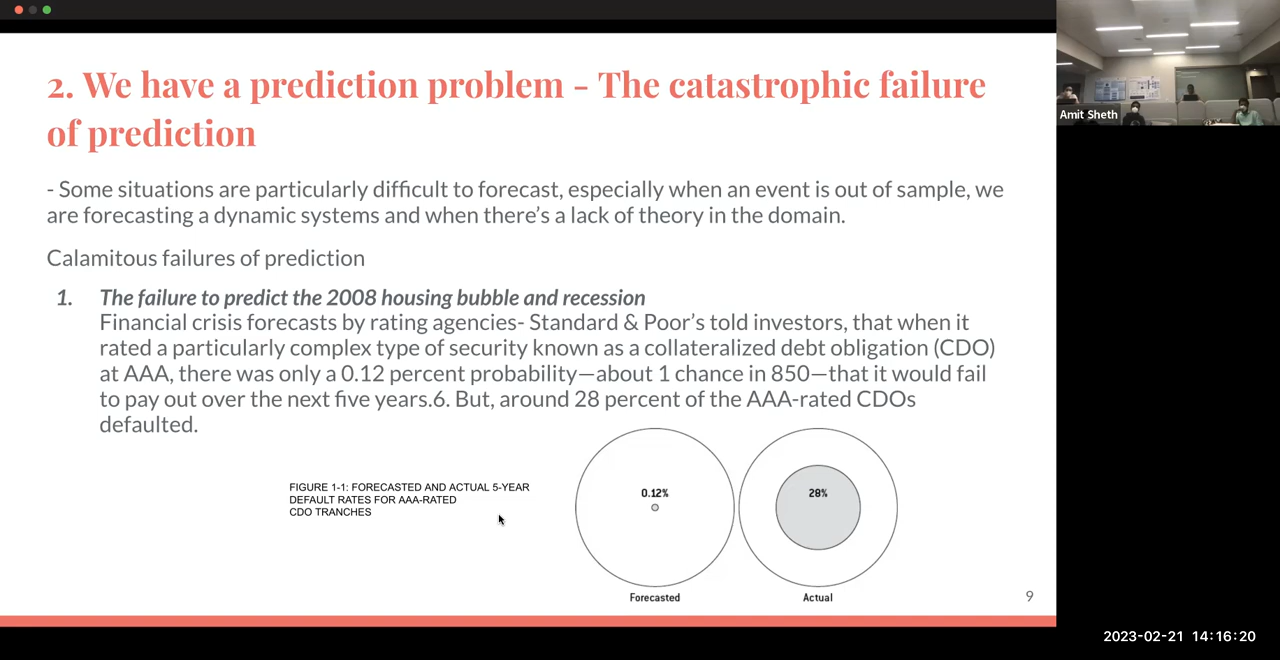 2. We have a prediction problem - The catastrophic failure
of prediction
- Some situations are particularly difficult to forecast, especially when an event is out of sample, we
are forecasting a dynamic systems and when there's a lack of theory in the domain.
Calamitous failures of prediction
1. The failure to predict the 2008 housing bubble and recession
Financial crisis forecasts by rating agencies- Standard & Poor's told investors, that when it
rated a particularly complex type of security known as a collateralized debt obligation (CDO)
at AAA, there was only a 0.12 percent probability—about 1 chance in 850—that it would fail
to pay out over the next five years.6. But, around 28 percent of the AAA-rated CDOs
defaulted.
FIGURE 1-1: FORECASTED AND ACTUAL 5-YEAR
DEFAULT RATES FOR AAA-RATED
CDO TRANCHES
0.12%
28%
Forecasted
Actual
9
Amit Sheth
2023-02-21 14:16:20